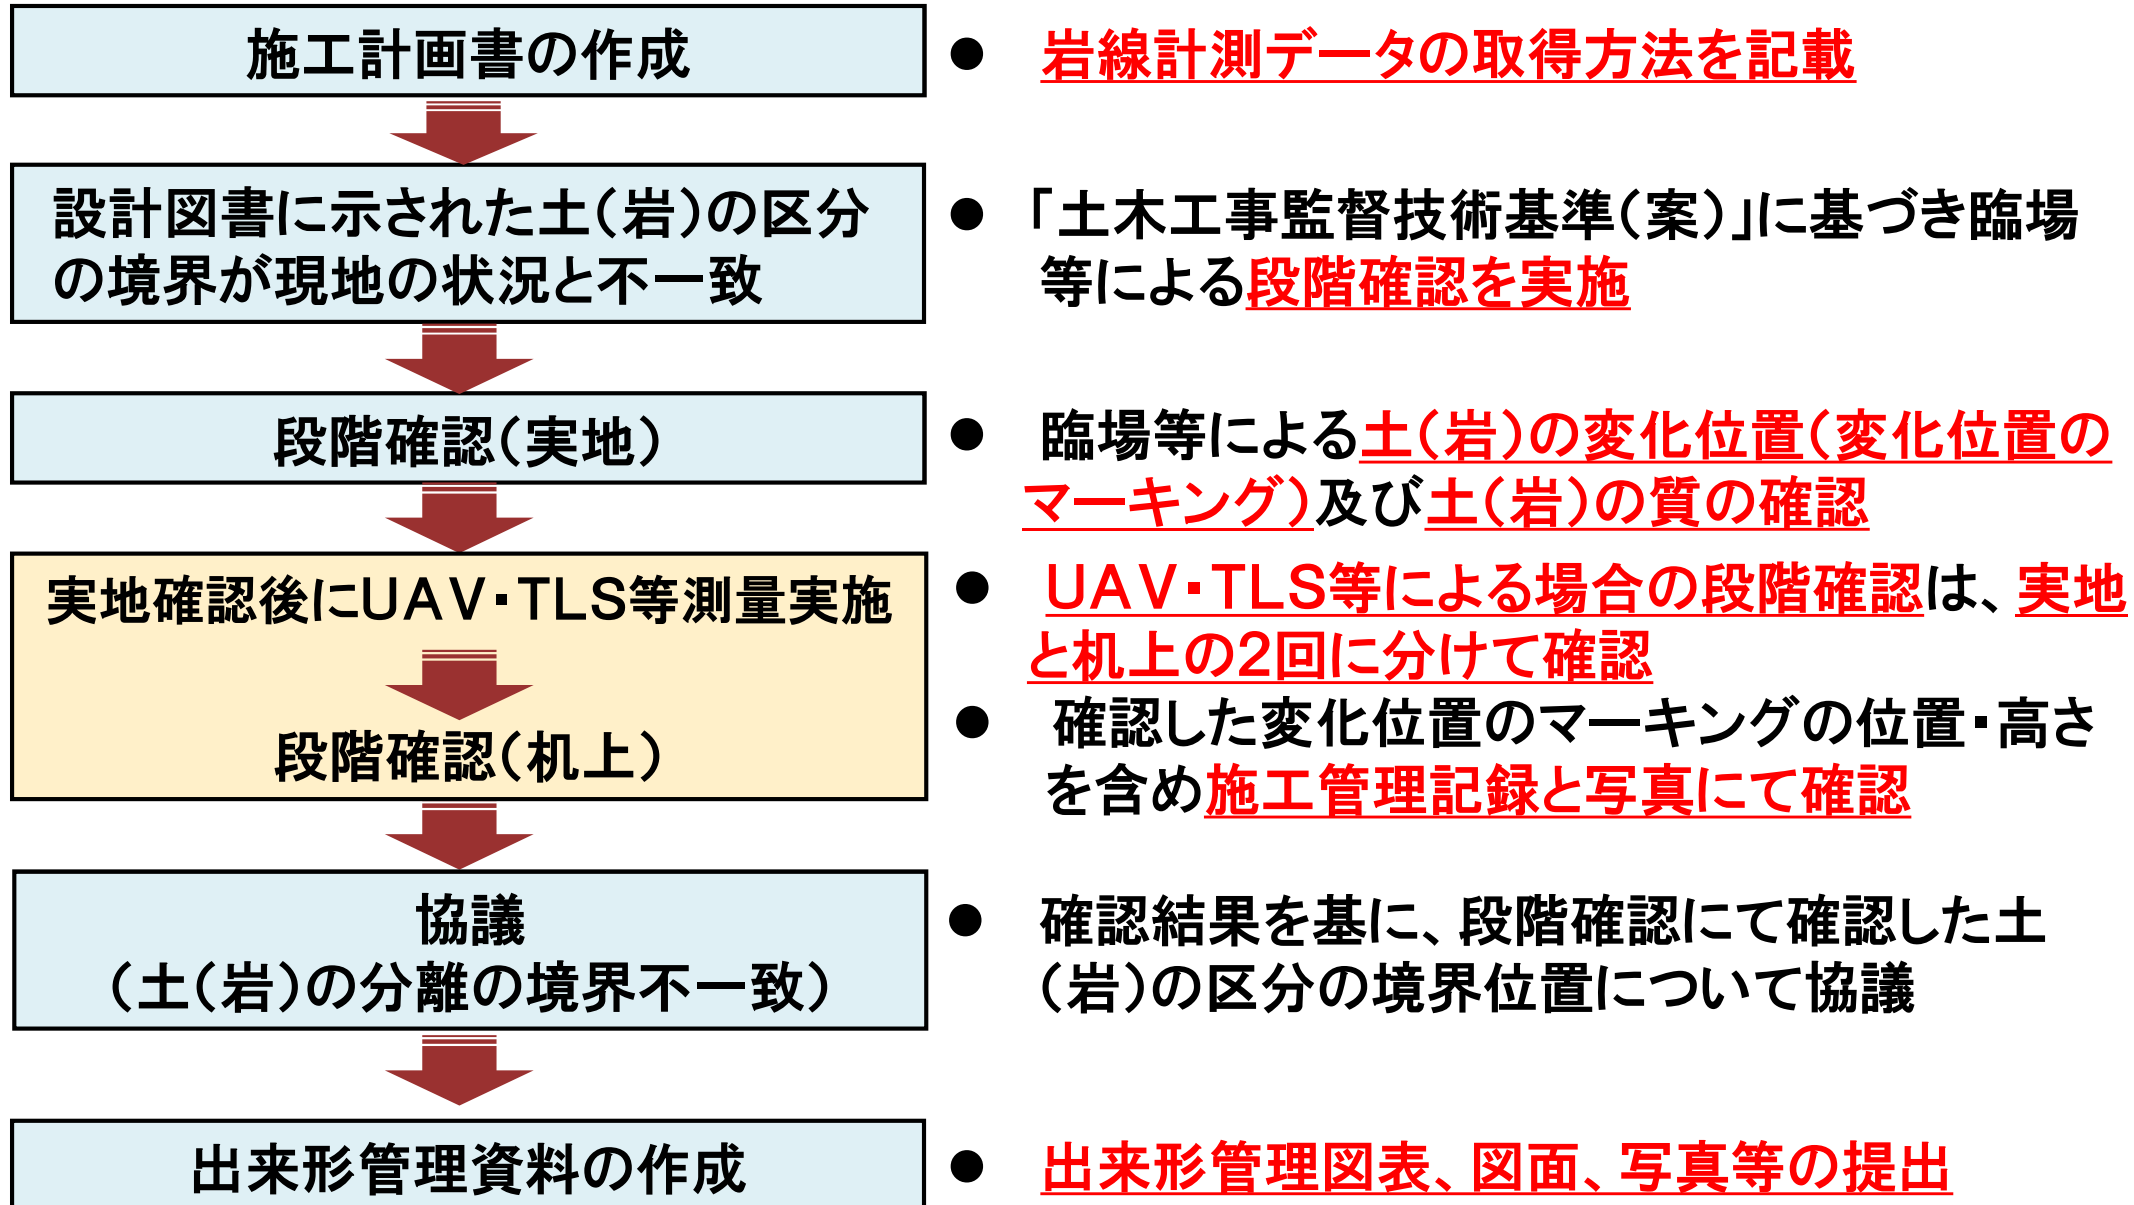 施工計画書の作成
● 岩線計測データの取得方法を記載
設計図書に示された土(岩)の区分
の境界が現地の状況と不一致
● 「土木工事監督技術基準(案)」に基づき臨場
等による段階確認を実施
段階確認(実地)
● 臨場等による土(岩)の変化位置(変化位置の
マーキング)及び土(岩)の質の確認
実地確認後にUAV・TLS等測量実施
段階確認(机上)
● UAV・TLS等による場合の段階確認は、実地
と机上の2回に分けて確認
● 確認した変化位置のマーキングの位置・高さ
を含め施工管理記録と写真にて確認
協議
(土(岩)の分離の境界不一致)
● 確認結果を基に、段階確認にて確認した土
(岩)の区分の境界位置について協議
出来形管理資料の作成
● 出来形管理図表、図面、写真等の提出